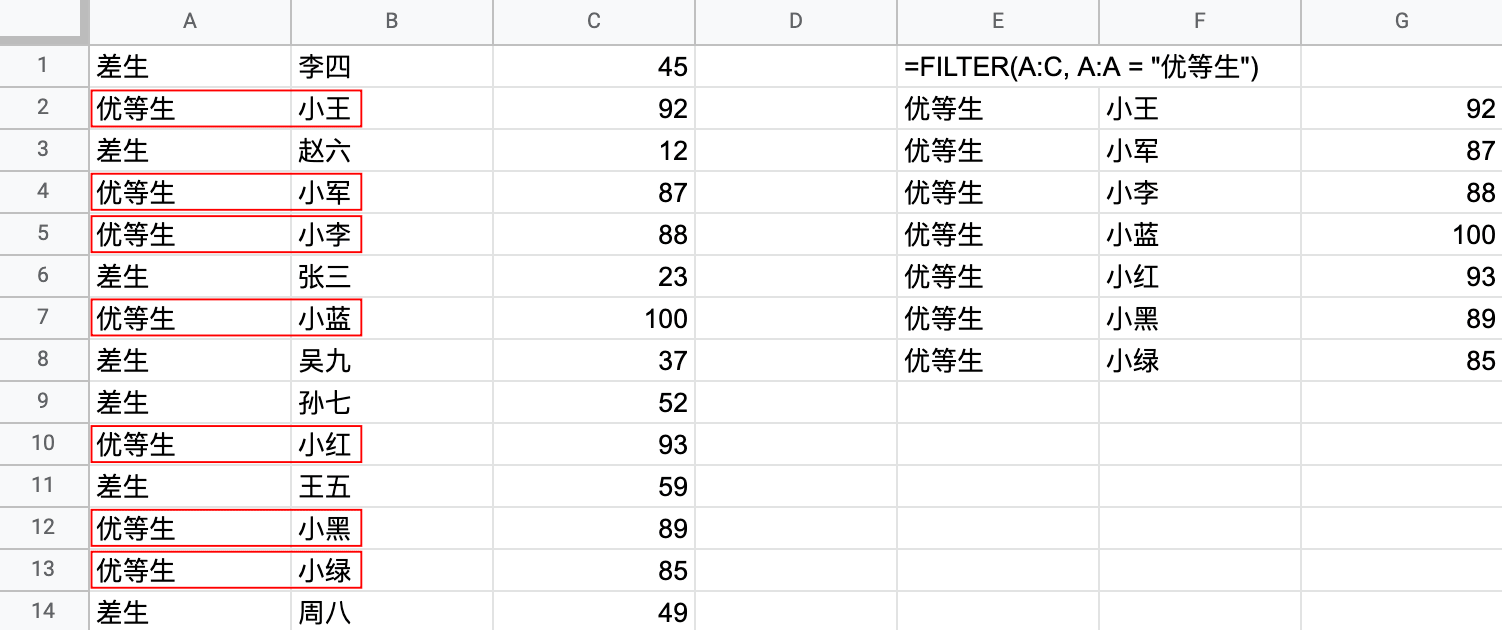 A B C D E F G
1 差生 李四 45 =FILTER(A:C, A:A = "优等生")
2 优等生 小王 92 优等生 小王 92
3 差生 赵六 12 优等生 小军 87
4 优等生 小军 87 优等生 小李 88
5 优等生 小李 88 优等生 小蓝 100
6 差生 张三 23 优等生 小红 93
7 优等生 小蓝 100 优等生 小黑 89
8 差生 吴九 37 优等生 小绿 85
9 差生 孙七 52
10 优等生 小红 93
11 差生 王五 59
12 优等生 小黑 89
13 优等生 小绿 85
14 差生 周八 49